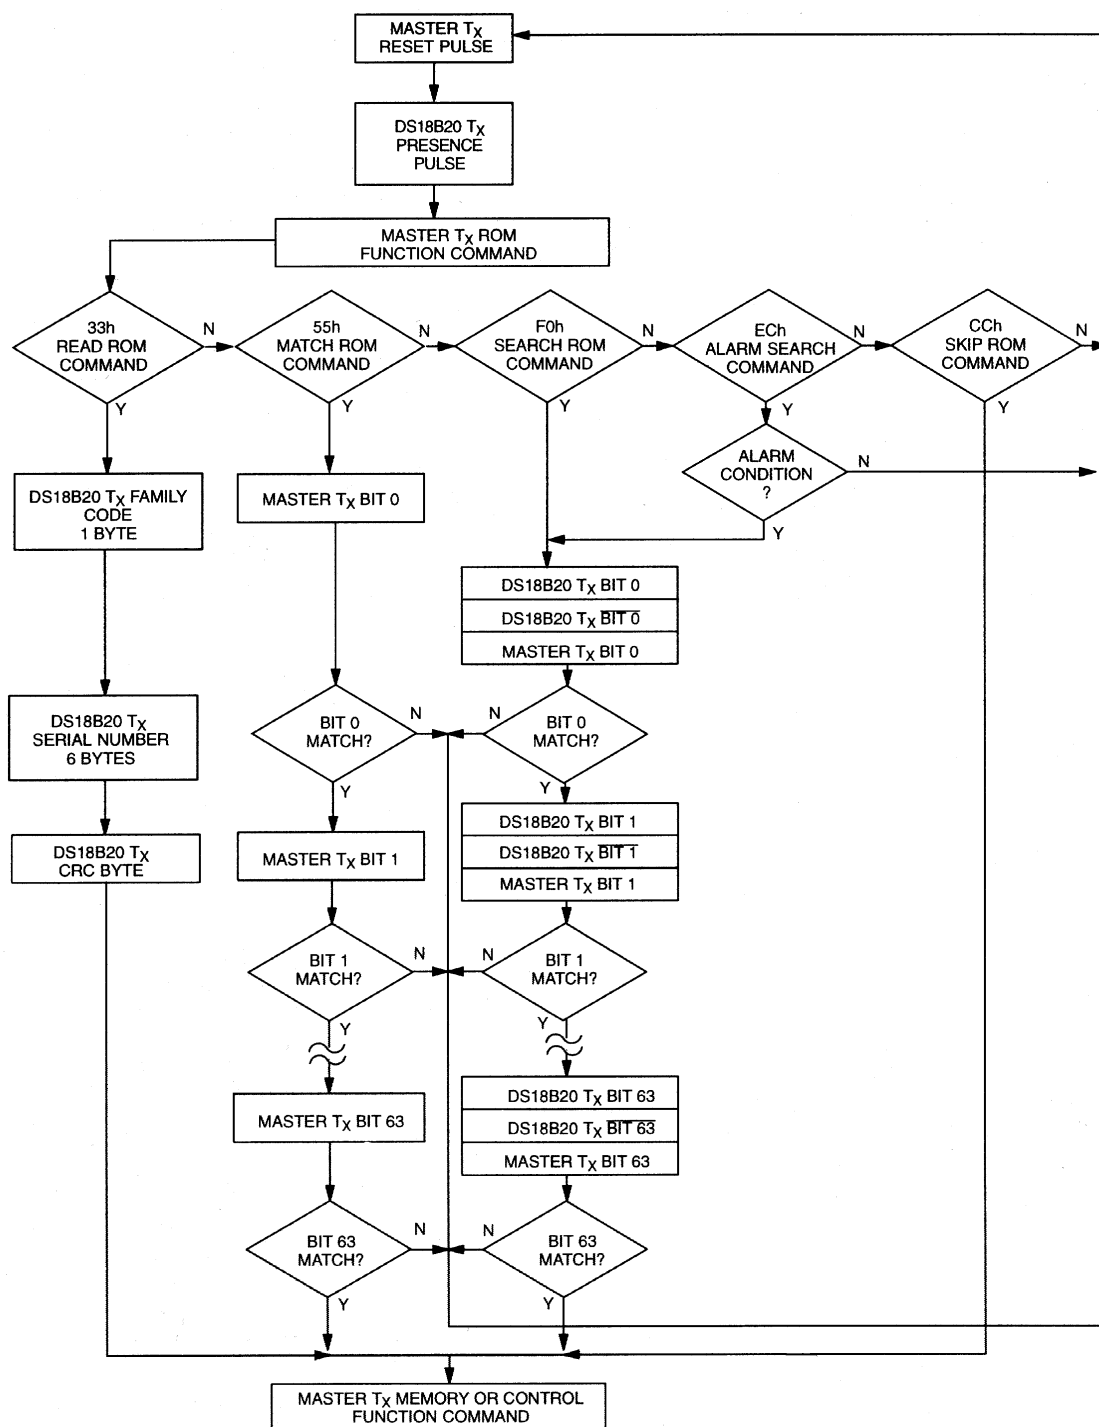 MASTER TX
RESET PULSE
DS18B20 TX
PRESENCE
PULSE
MASTER TX ROM
FUNCTION COMMAND
33h
READ ROM
COMMAND
N
Y
55h
MATCH ROM
COMMAND
N
Y
F0h
SEARCH ROM
COMMAND
N
Y
ECh
ALARM SEARCH
COMMAND
N
Y
CCh
SKIP ROM
COMMAND
N
Y
ALARM
CONDITION
?
N
Y
DS18B20 TX FAMILY
CODE
1 BYTE
MASTER TX BIT 0
DS18B20 TX BIT 0
DS18B20 TX BIT 0
MASTER TX BIT 0
DS18B20 TX
SERIAL NUMBER
6 BYTES
BIT 0
MATCH?
N
Y
N
BIT 0
MATCH?
Y
DS18B20 TX
CRC BYTE
MASTER TX BIT 1
DS18B20 TX BIT 1
DS18B20 TX BIT 1
MASTER TX BIT 1
BIT 1
MATCH?
N
Y
N
BIT 1
MATCH?
Y
MASTER TX BIT 63
DS18B20 TX BIT 63
DS18B20 TX BIT 63
MASTER TX BIT 63
BIT 63
MATCH?
N
Y
N
BIT 63
MATCH?
Y
MASTER TX MEMORY OR CONTROL
FUNCTION COMMAND